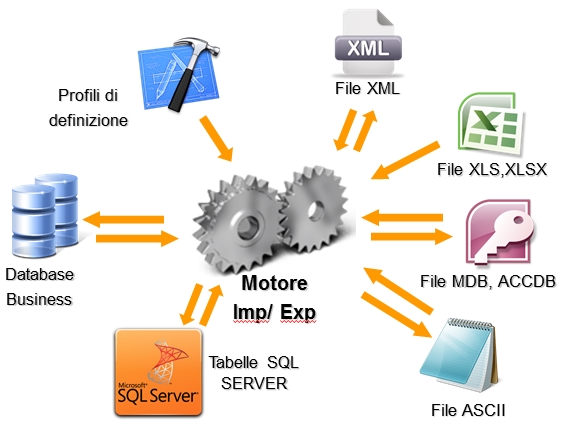 XML
File XML
Profili di
definizione
File XLS,XLSX
Database
Business
Motore
Imp/ Exp
File MDB, ACCDB
Tabelle SQL
SERVER
Microsoft®
SQL Server®
File ASCII